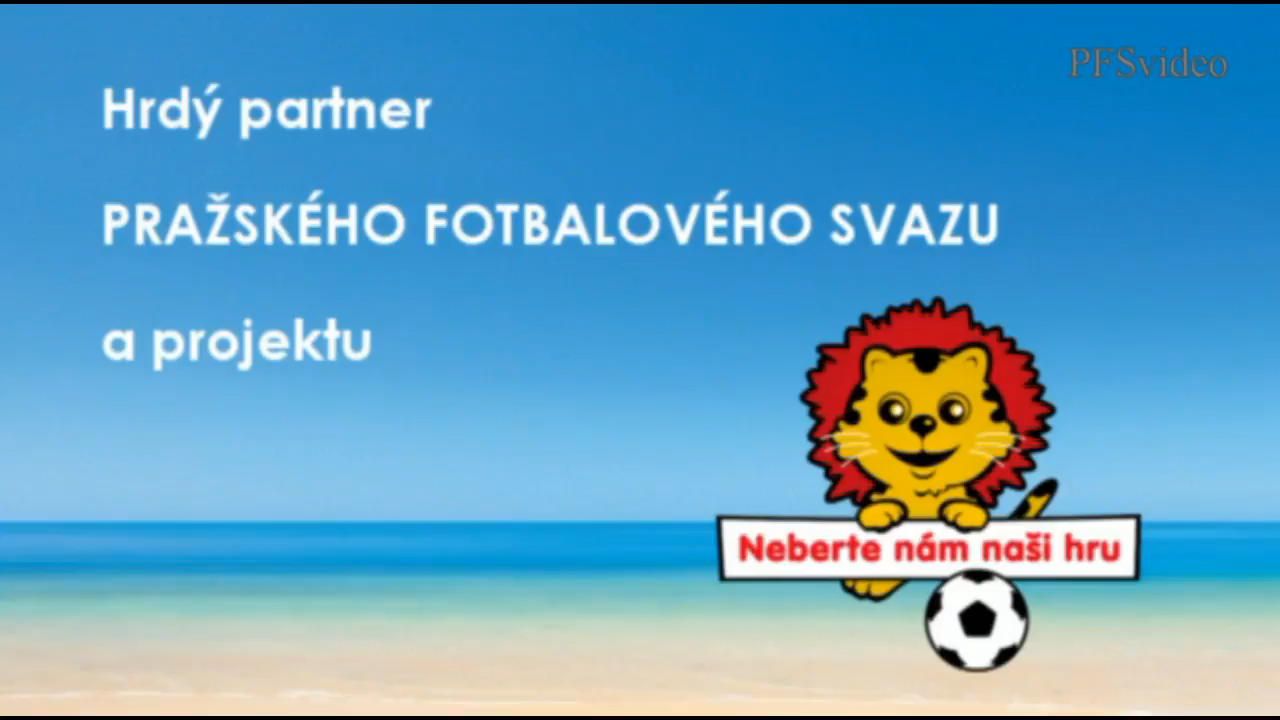 PFSvideo
Hrdý partner
PRAŽSKÉHO FOTBALOVÉHO SVAZU
a projektu
Neberte nám naši hru